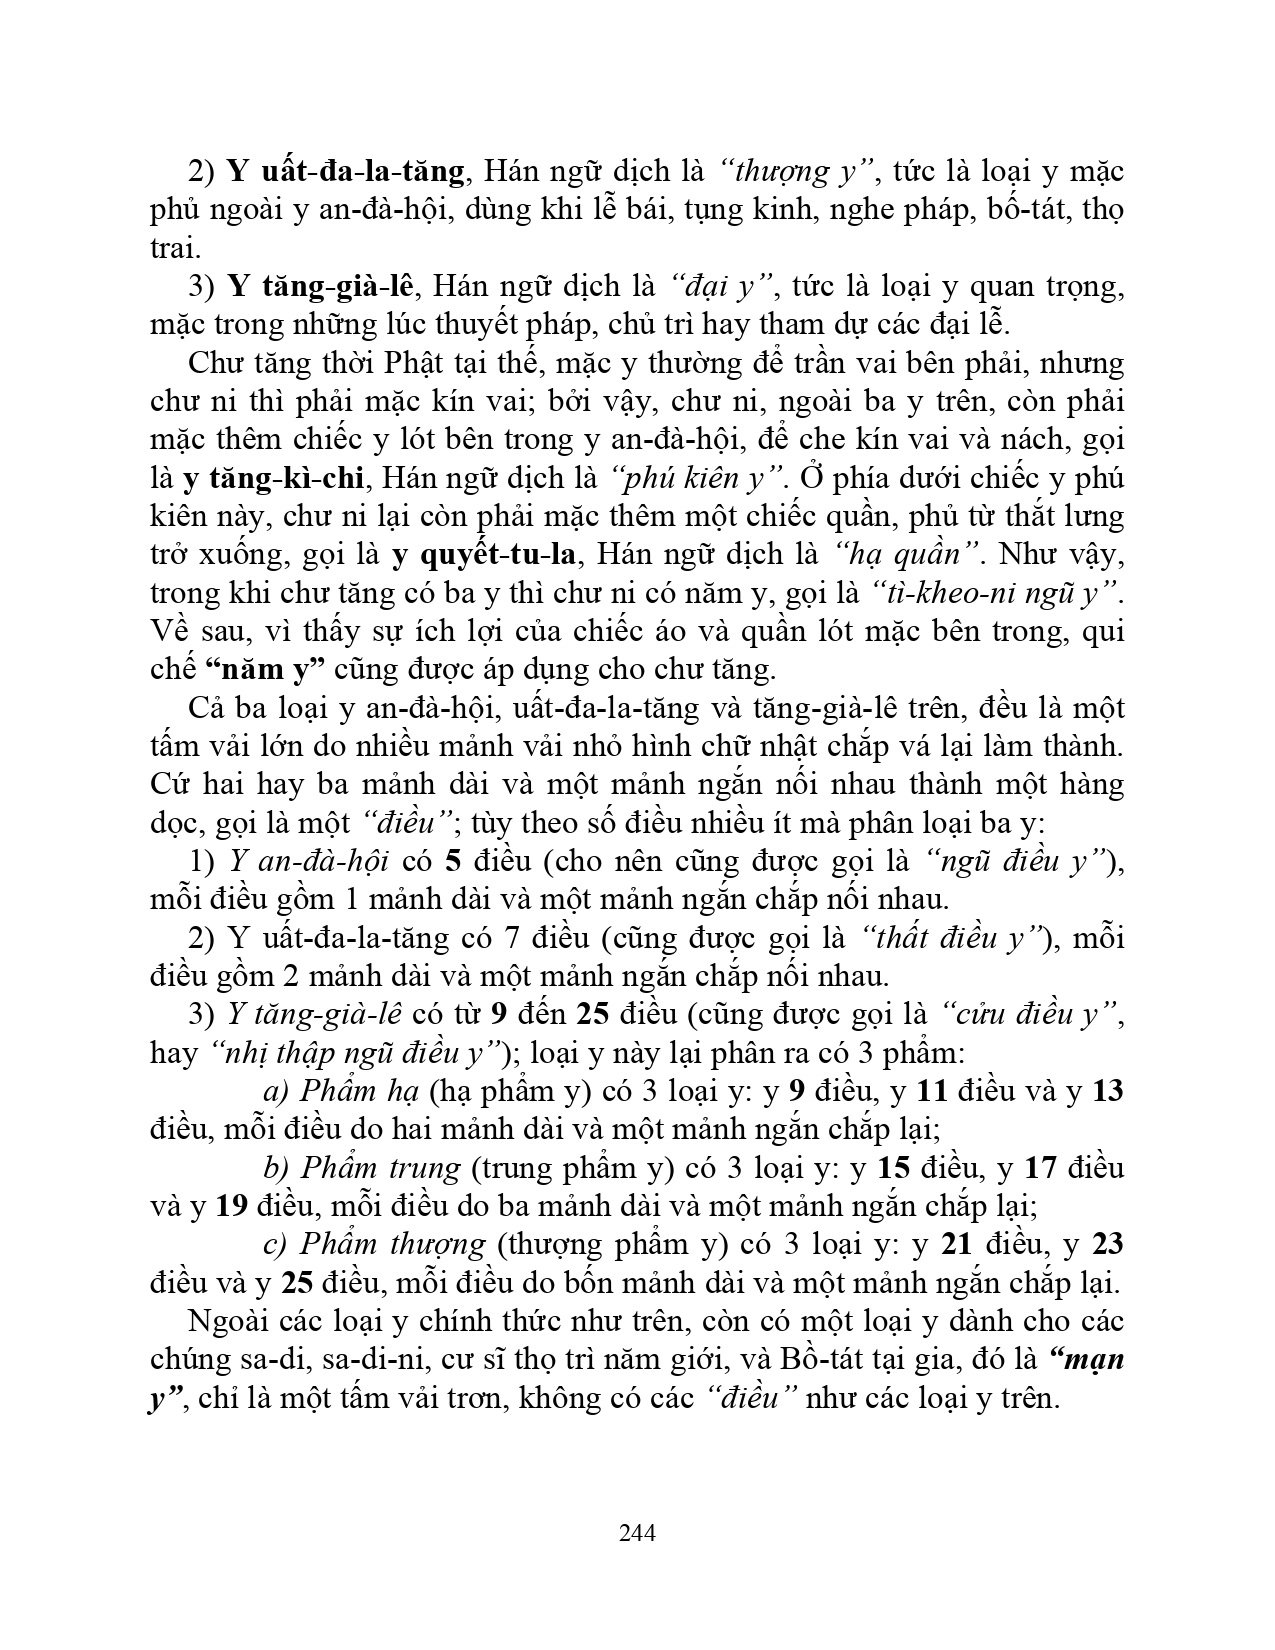 2) Y uất-đa-la-tăng, Hán ngữ dịch là “thượng y”, tức là loại y mặc
phủ ngoài y an-đà-hội, dùng khi lễ bái, tụng kinh, nghe pháp, bố-tát, thọ
trai.
3) Y tăng-già-lê, Hán ngữ dịch là “đại y”, tức là loại y quan trọng,
mặc trong những lúc thuyết pháp, chủ trì hay tham dự các đại lễ.
Chư tăng thời Phật tại thế, mặc y thường để trần vai bên phải, nhưng
chư ni thì phải mặc kín vai; bởi vậy, chư ni, ngoài ba y trên, còn phải
mặc thêm chiếc y lót bên trong y an-đà-hội, để che kín vai và nách, gọi
là y tăng-kì-chi, Hán ngữ dịch là “phú kiên y”. Ở phía dưới chiếc y phú
kiên này, chư ni lại còn phải mặc thêm một chiếc quần, phủ từ thắt lưng
trở xuống, gọi là y quyết-tu-la, Hán ngữ dịch là “hạ quần”. Như vậy,
trong khi chư tăng có ba y thì chư ni có năm y, gọi là “tì-kheo-ni ngũ y”.
Về sau, vì thấy sự ích lợi của chiếc áo và quần lót mặc bên trong, qui
chế “năm y” cũng được áp dụng cho chư tăng.
Cả ba loại y an-đà-hội, uất-đa-la-tăng và tăng-già-lê trên, đều là một
tấm vải lớn do nhiều mảnh vải nhỏ hình chữ nhật chắp vá lại làm thành.
Cứ hai hay ba mảnh dài và một mảnh ngắn nối nhau thành một hàng
dọc, gọi là một “điều”; tùy theo số điều nhiều ít mà phân loại ba y:
1) Y an-đà-hội có 5 điều (cho nên cũng được gọi là “ngũ điều y”),
mỗi điều gồm 1 mảnh dài và một mảnh ngắn chắp nối nhau.
2) Y uất-đa-la-tăng có 7 điều (cũng được gọi là “thất điều y”), mỗi
điều gồm 2 mảnh dài và một mảnh ngắn chắp nối nhau.
3) Y tăng-già-lê có từ 9 đến 25 điều (cũng được gọi là “cửu điều y”,
hay “nhị thập ngũ điều y”); loại y này lại phân ra có 3 phẩm:
a) Phẩm hạ (hạ phẩm y) có 3 loại y: y 9 điều, y 11 điều và y 13
điều, mỗi điều do hai mảnh dài và một mảnh ngắn chắp lại;
b) Phẩm trung (trung phẩm y) có 3 loại y: y 15 điều, y 17 điều
và y 19 điều, mỗi điều do ba mảnh dài và một mảnh ngắn chắp lại;
c) Phẩm thượng (thượng phẩm y) có 3 loại y: y 21 điều, y 23
điều và y 25 điều, mỗi điều do bốn mảnh dài và một mảnh ngắn chắp lại.
Ngoài các loại y chính thức như trên, còn có một loại y dành cho các
chúng sa-di, sa-di-ni, cư sĩ thọ trì năm giới, và Bồ-tát tại gia, đó là “mạn
y”, chỉ là một tấm vải trơn, không có các “điều” như các loại y trên.
244